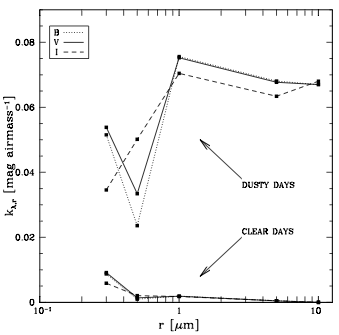 B
V
I
0.08
0.06
0.04
0.02
0
k_{λ,r} [mag airmass⁻¹]
DUSTY DAYS
CLEAR DAYS
10⁻¹ 1 10
r [μm]